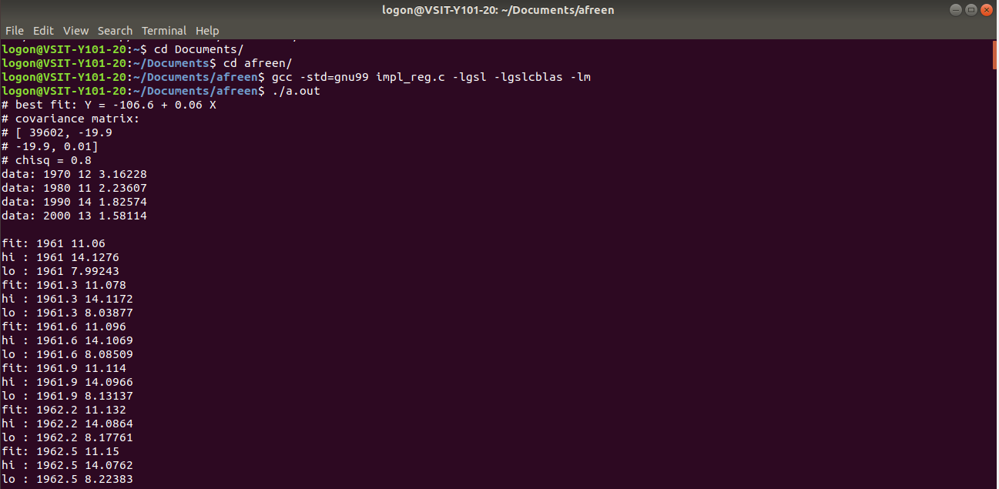 logon@VSIT-Y101-20: ~/Documents/afreen
File Edit View Search Terminal Help
logon@VSIT-Y101-20:~$ cd Documents/
logon@VSIT-Y101-20:~/Documents$ cd afreen/
logon@VSIT-Y101-20:~/Documents/afreen$ gcc -std=gnu99 impl_reg.c -lgsl -lgslcblas -lm
logon@VSIT-Y101-20:~/Documents/afreen$ ./a.out
# best fit: Y = -106.6 + 0.06 X
# covariance matrix:
# [ 39602, -19.9
# -19.9, 0.01]
# chisq = 0.8
data: 1970 12 3.16228
data: 1980 11 2.23607
data: 1990 14 1.82574
data: 2000 13 1.58114
fit: 1961 11.06
hi : 1961 14.1276
lo : 1961 7.99243
fit: 1961.3 11.078
hi : 1961.3 14.1172
lo : 1961.3 8.03877
fit: 1961.6 11.096
hi : 1961.6 14.1069
lo : 1961.6 8.08509
fit: 1961.9 11.114
hi : 1961.9 14.0966
lo : 1961.9 8.13137
fit: 1962.2 11.132
hi : 1962.2 14.0864
lo : 1962.2 8.17761
fit: 1962.5 11.15
hi : 1962.5 14.0762
lo : 1962.5 8.22383